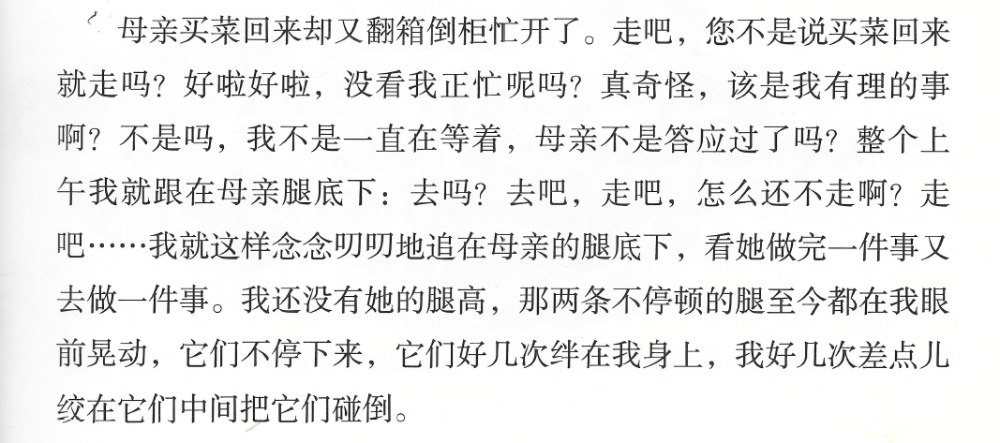 母亲买菜回来却又翻箱倒柜忙开了。走吧，您不是说买菜回来
就走吗？好啦好啦，没看我正忙呢吗？真奇怪，该是我有理的事
啊？不是吗，我不是一直在等着，母亲不是答应过了吗？整个上
午我就跟在母亲腿底下：去吗？去吧，走吧，怎么还不走啊？走
吧……我就这样念念叨叨地追在母亲的腿底下，看她做完一件事又
去做一件事。我还没有她的腿高，那两条不停顿的腿至今都在我眼
前晃动，它们不停下来，它们好几次绊在我身上，我好几次差点儿
绞在它们中间把它们碰倒。